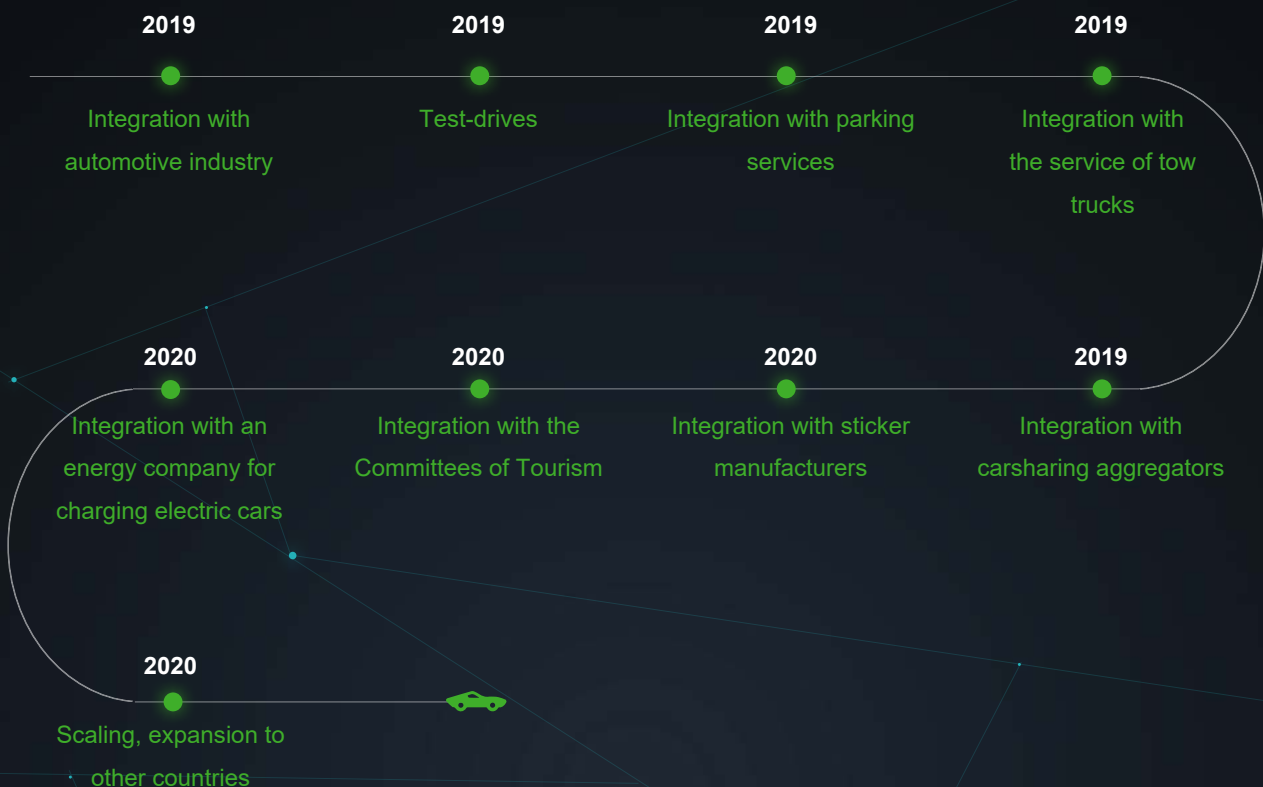 2019
Integration with
automotive industry
2019
Test-drives
2019
Integration with parking
services
2019
Integration with
the service of tow
trucks
2019
Integration with
carsharing aggregators
2020
Integration with sticker
manufacturers
2020
Integration with the
Committees of Tourism
2020
Integration with an
energy company for
charging electric cars
2020
Scaling, expansion to
other countries